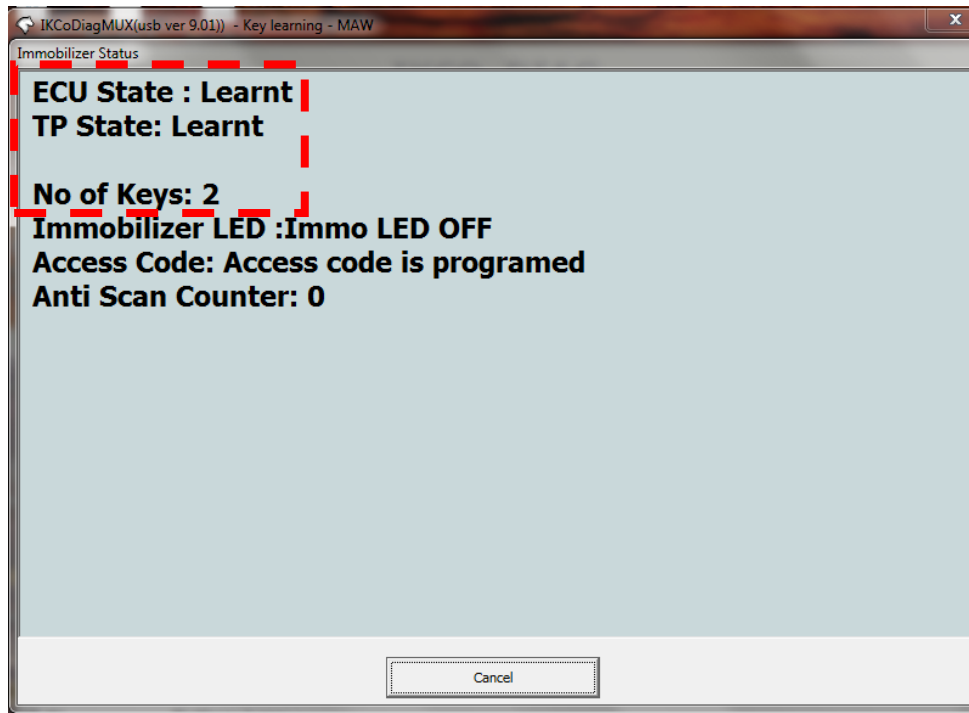 IKCoDiagMUX(usb ver 9.01)) - Key learning - MAW
x
Immobilizer Status
ECU State : Learnt
TP State: Learnt
No of Keys: 2
Immobilizer LED :Immo LED OFF
Access Code: Access code is programed
Anti Scan Counter: 0
Cancel